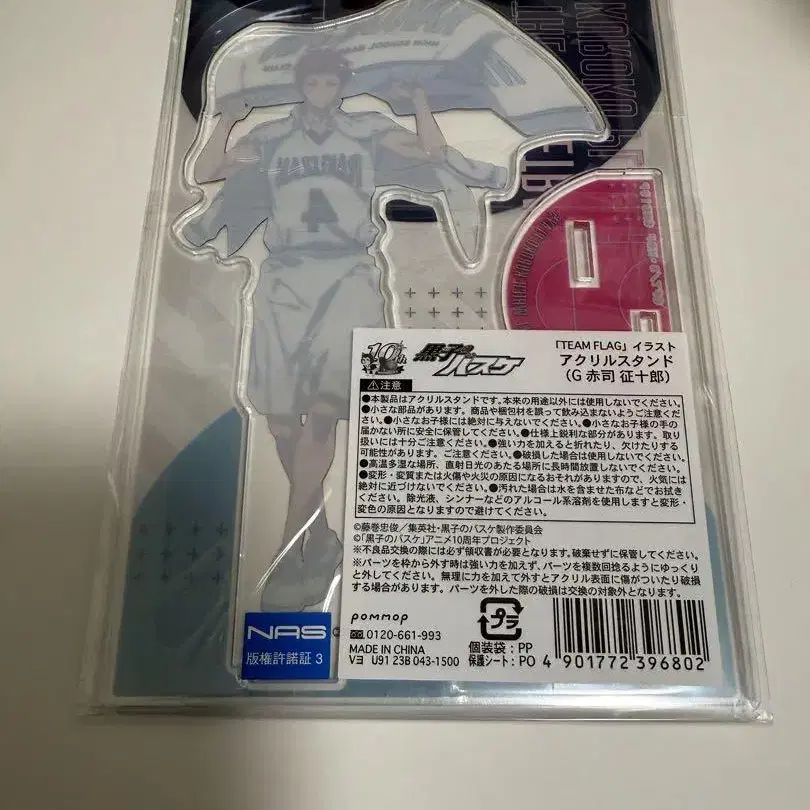 HIGH SCHOOL
RAKUZAN
4
10th
黒子のバスケ
「TEAM FLAG」イラスト
アクリルスタンド
(G 赤司 征十郎)
⚠注意
●本製品はアクリルスタンドです。本来の用途以外には使用しないでください。
●小さな部品があります。商品や梱包材を誤って飲み込まないようご注意くだ
さい。●小さなお子様には絶対に与えないでください。●小さなお子様の手の
届かない所に安全に保管してください。●仕様上鋭利な部分があります。取り
扱いには十分ご注意ください。●強い力を加えると折れたり、欠けたりする
可能性があります。ご注意ください。●破損した場合は使用しないでください。
●高温多湿な場所、直射日光のあたる場所に長時間放置しないでください。
●変形・変質または火傷や火災の原因になるおそれがありますので、火気には
絶対に近づけないでください。●汚れた場合は水を含ませた布などでお拭き
ください。除光液、シンナーなどのアルコール系溶剤を使用しますと変形・
変色の原因となりますので避けてください。
©藤巻忠俊/集英社・黒子のバスケ製作委員会
©「黒子のバスケ」アニメ10周年プロジェクト
※不良品交換の際には必ず領収書が必要となります。破棄せずに保管してください。
※パーツを枠から外す時は強い力を加えず、パーツを複数回捻るようにゆっくり
と外してください。無理に力を加えて外すとアクリル表面に傷がついたり破損
する場合があります。パーツを外した際の破損は交換の対象外となります。
pommop
0120-661-993
MADE IN CHINA
Vヨ U91 23B 043-1500
プラ
個装袋:PP
保護シート:PO
4 901772 396802
NAS
版権許諾証 3